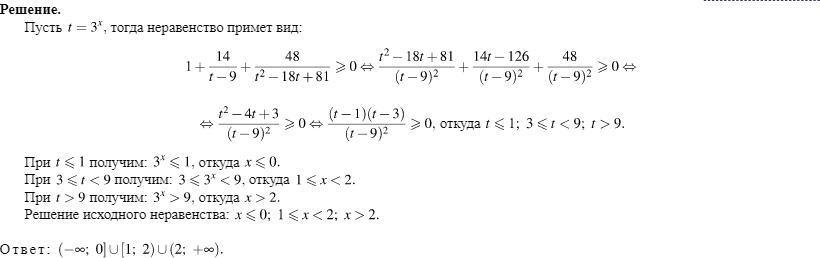 Решение.
Пусть t = 3^x, тогда неравенство примет вид:
1 + 14/(t − 9) + 48/(t² − 18t + 81) ⩾ 0 ⇔ (t² − 18t + 81)/(t − 9)² + (14t − 126)/(t − 9)² + 48/(t − 9)² ⩾ 0 ⇔
⇔ (t² − 4t + 3)/(t − 9)² ⩾ 0 ⇔ ((t − 1)(t − 3))/(t − 9)² ⩾ 0, откуда t ⩽ 1; 3 ⩽ t < 9; t > 9.
При t ⩽ 1 получим: 3^x ⩽ 1, откуда x ⩽ 0.
При 3 ⩽ t < 9 получим: 3 ⩽ 3^x < 9, откуда 1 ⩽ x < 2.
При t > 9 получим: 3^x > 9, откуда x > 2.
Решение исходного неравенства: x ⩽ 0; 1 ⩽ x < 2; x > 2.
Ответ: (−∞; 0] ∪ [1; 2) ∪ (2; +∞).